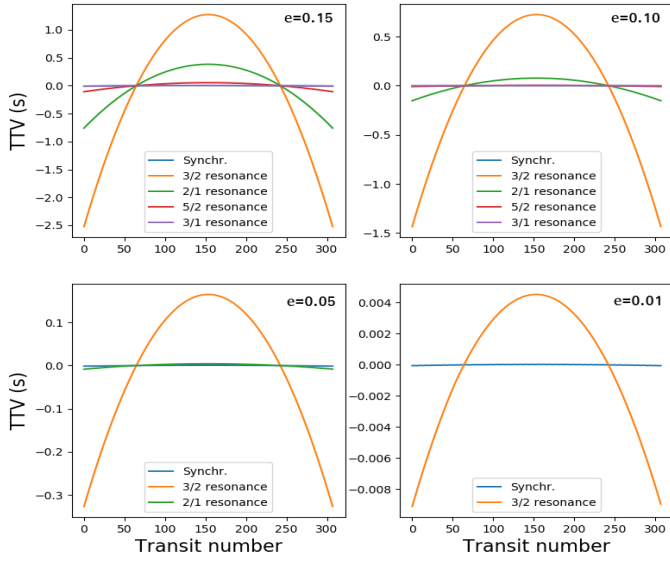 e=0.15
TTV (s)
1.0
0.5
0.0
−0.5
−1.0
−1.5
−2.0
−2.5
Synchr.
3/2 resonance
2/1 resonance
5/2 resonance
3/1 resonance
0 50 100 150 200 250 300
e=0.10
0.5
0.0
−0.5
−1.0
−1.5
Synchr.
3/2 resonance
2/1 resonance
5/2 resonance
3/1 resonance
0 50 100 150 200 250 300
e=0.05
TTV (s)
0.1
0.0
−0.1
−0.2
−0.3
Synchr.
3/2 resonance
2/1 resonance
0 50 100 150 200 250 300
Transit number
e=0.01
0.004
0.002
0.000
−0.002
−0.004
−0.006
−0.008
Synchr.
3/2 resonance
0 50 100 150 200 250 300
Transit number